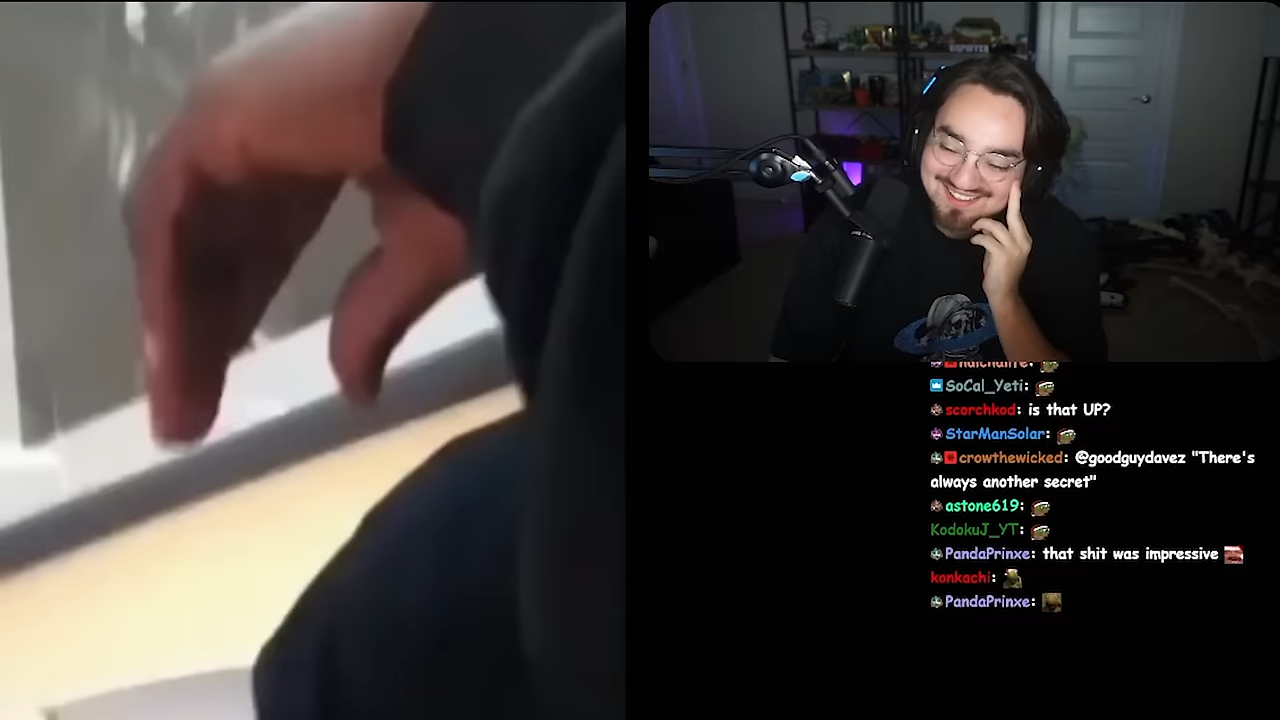 SoCal_Yeti:
scorchkod: is that UP?
StarManSolar:
crowthewicked: @goodguydavez "There's
always another secret"
astone619:
KodokuJ_YT:
PandaPrinxe: that shit was impressive
konkachi:
PandaPrinxe: